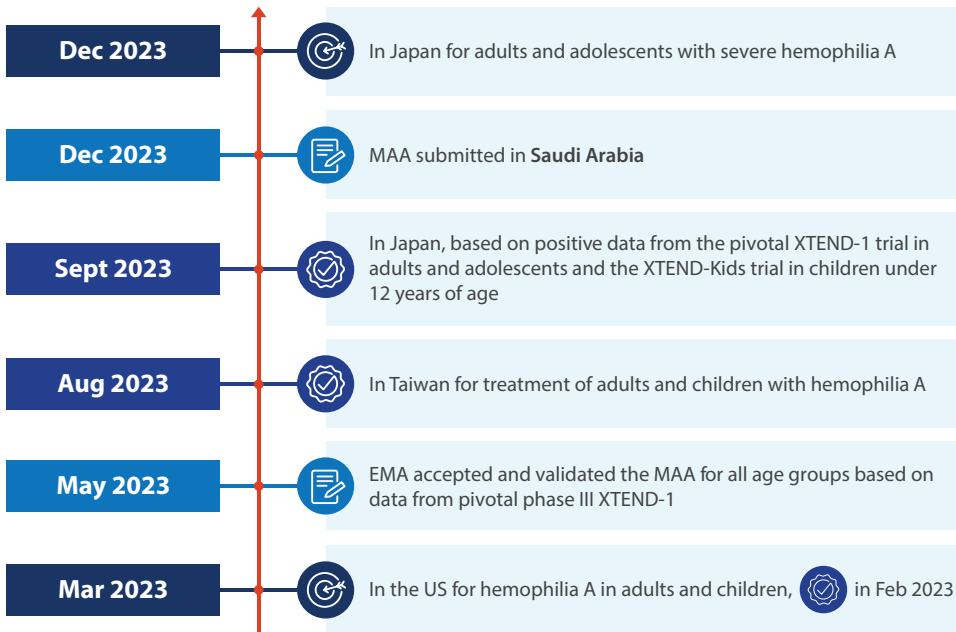 Dec 2023
In Japan for adults and adolescents with severe hemophilia A
Dec 2023
MAA submitted in Saudi Arabia
Sept 2023
In Japan, based on positive data from the pivotal XTEND-1 trial in
adults and adolescents and the XTEND-Kids trial in children under
12 years of age
Aug 2023
In Taiwan for treatment of adults and children with hemophilia A
May 2023
EMA accepted and validated the MAA for all age groups based on
data from pivotal phase III XTEND-1
Mar 2023
In the US for hemophilia A in adults and children, in Feb 2023